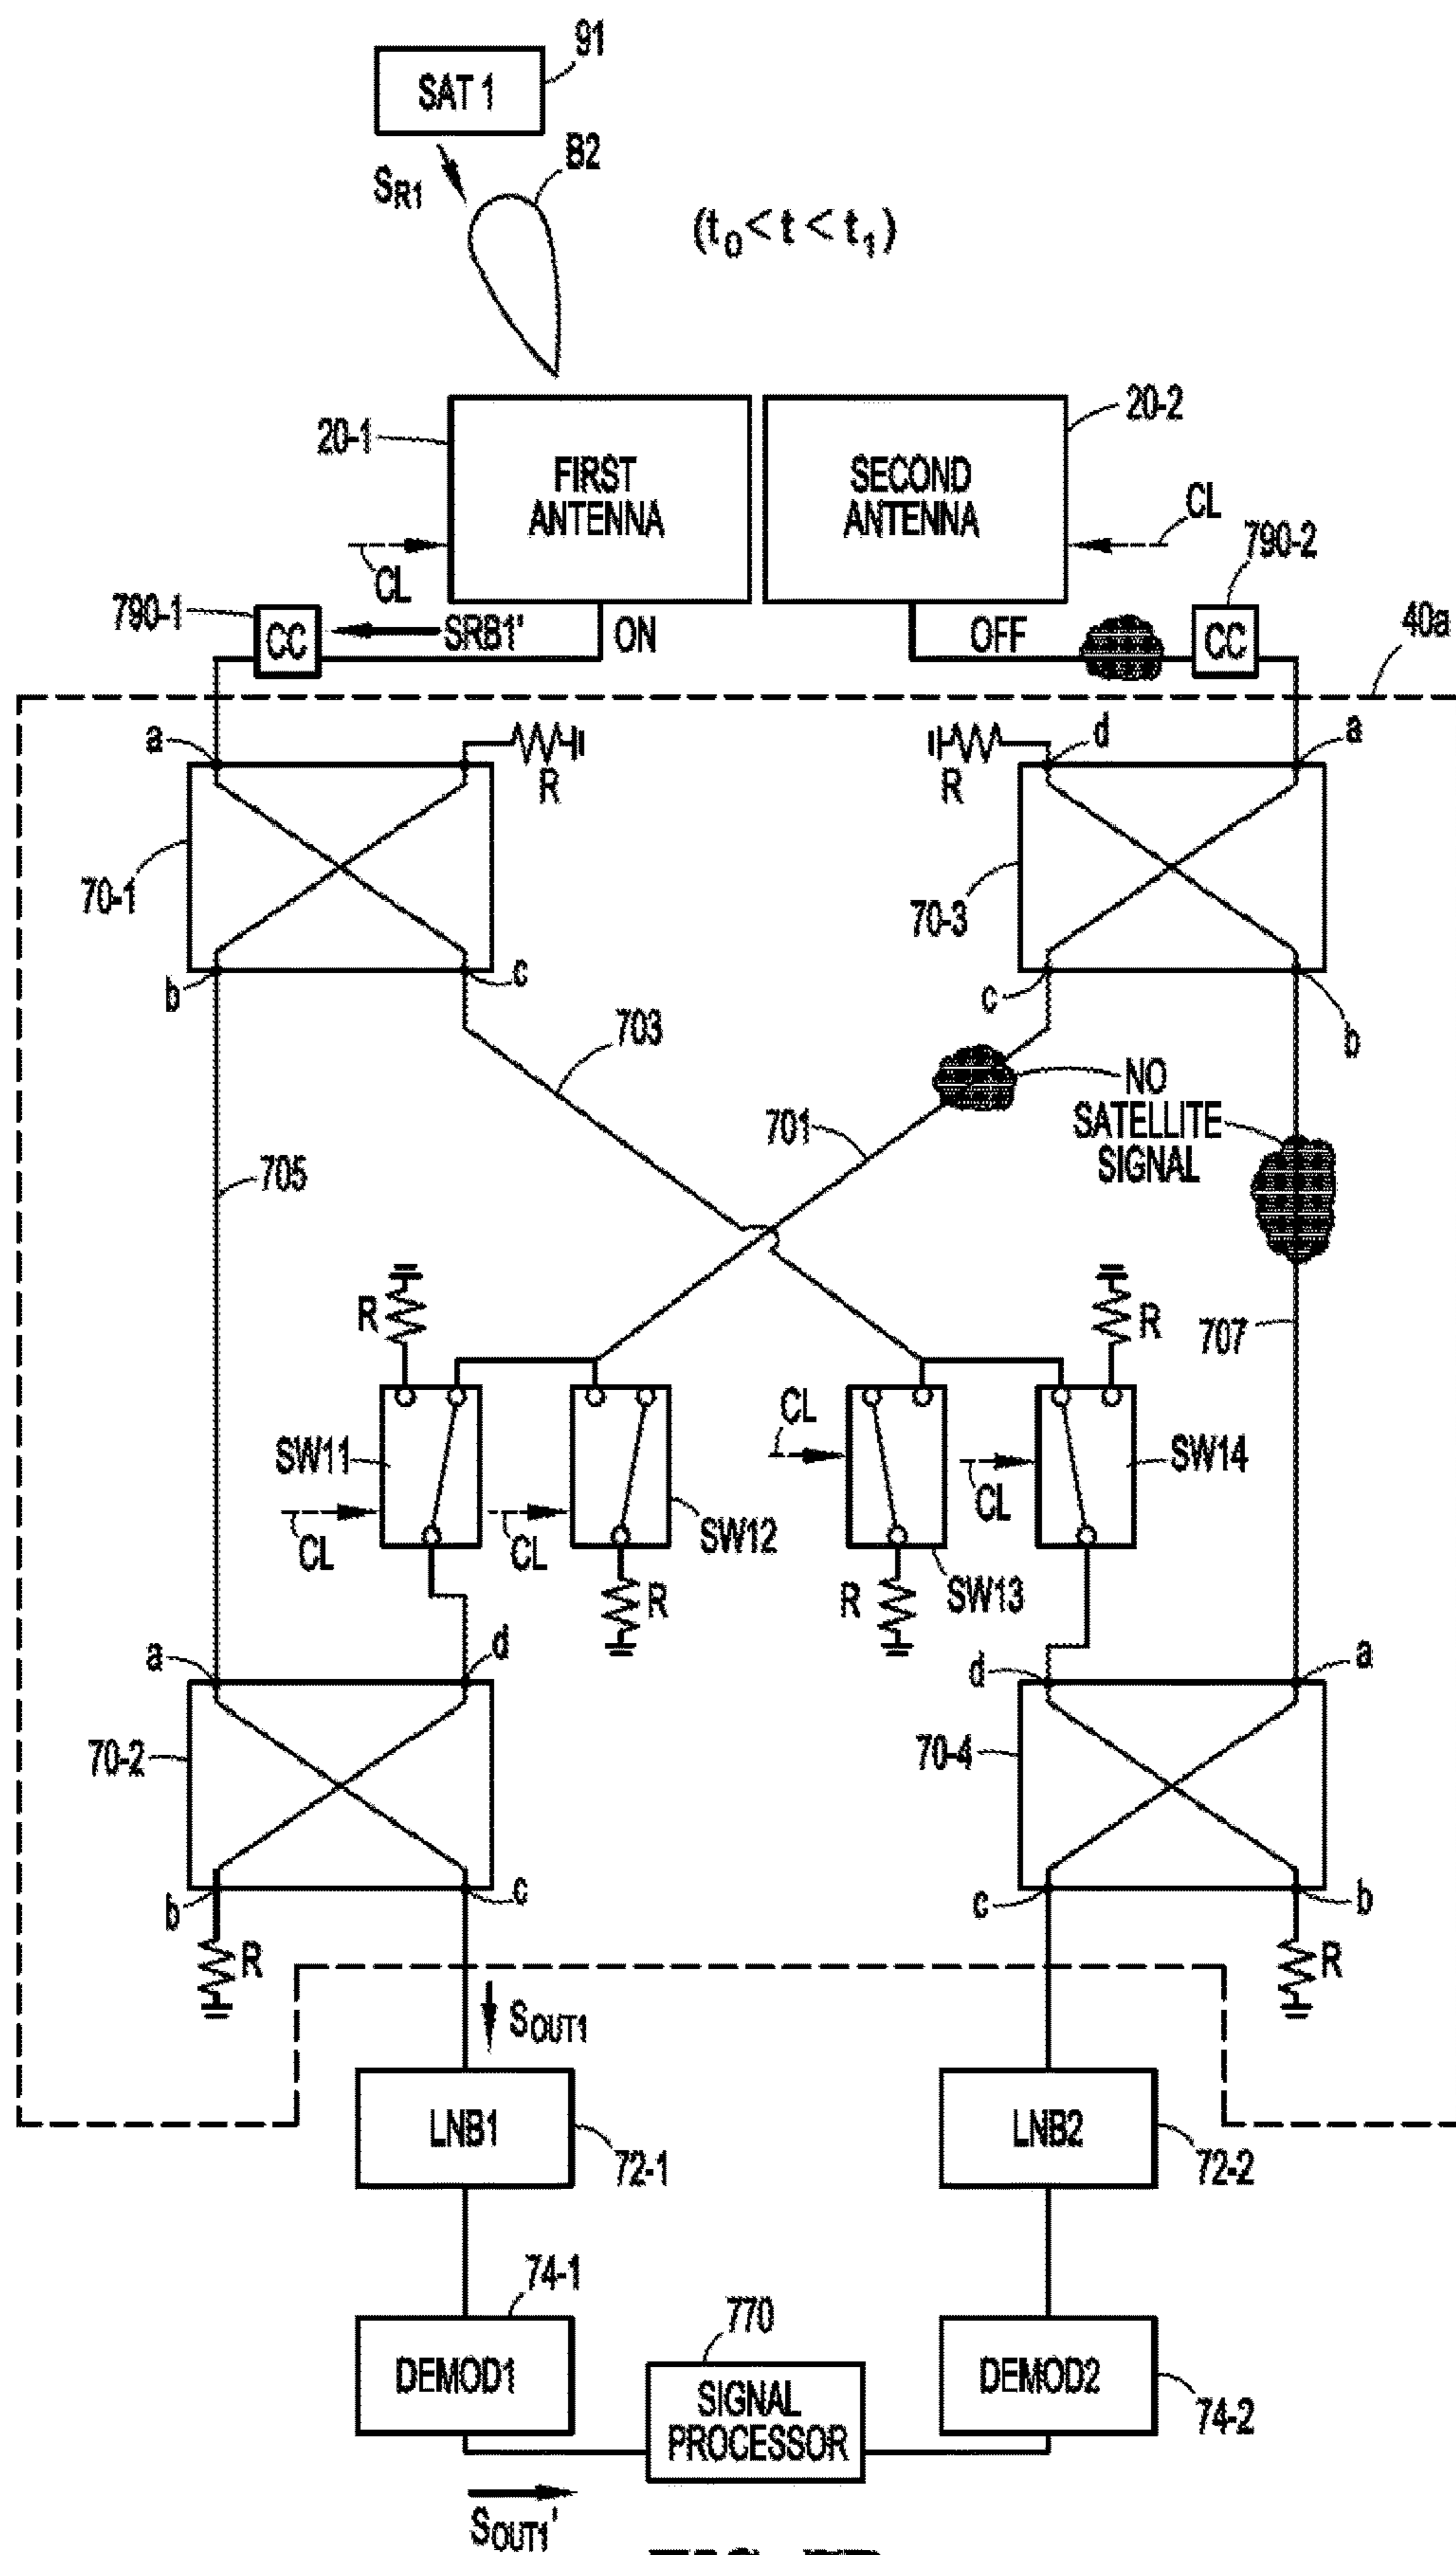 91
SAT 1
B2
SR1
(t0 < t < t1)
20-1
20-2
FIRST
ANTENNA
SECOND
ANTENNA
CL
CL
790-2
790-1
CC
SRB1'
ON
OFF
CC
40a
a
R
R
d
a
70-1
70-3
b
c
c
b
703
NO
SATELLITE
SIGNAL
701
705
R
R
707
CL
SW11
SW14
CL
CL
CL
SW12
SW13
R
R
a
d
d
a
70-2
70-4
b
c
c
b
R
R
SOUT1
LNB1
LNB2
72-1
72-2
74-1
770
DEMOD1
SIGNAL
PROCESSOR
DEMOD2
74-2
SOUT1'